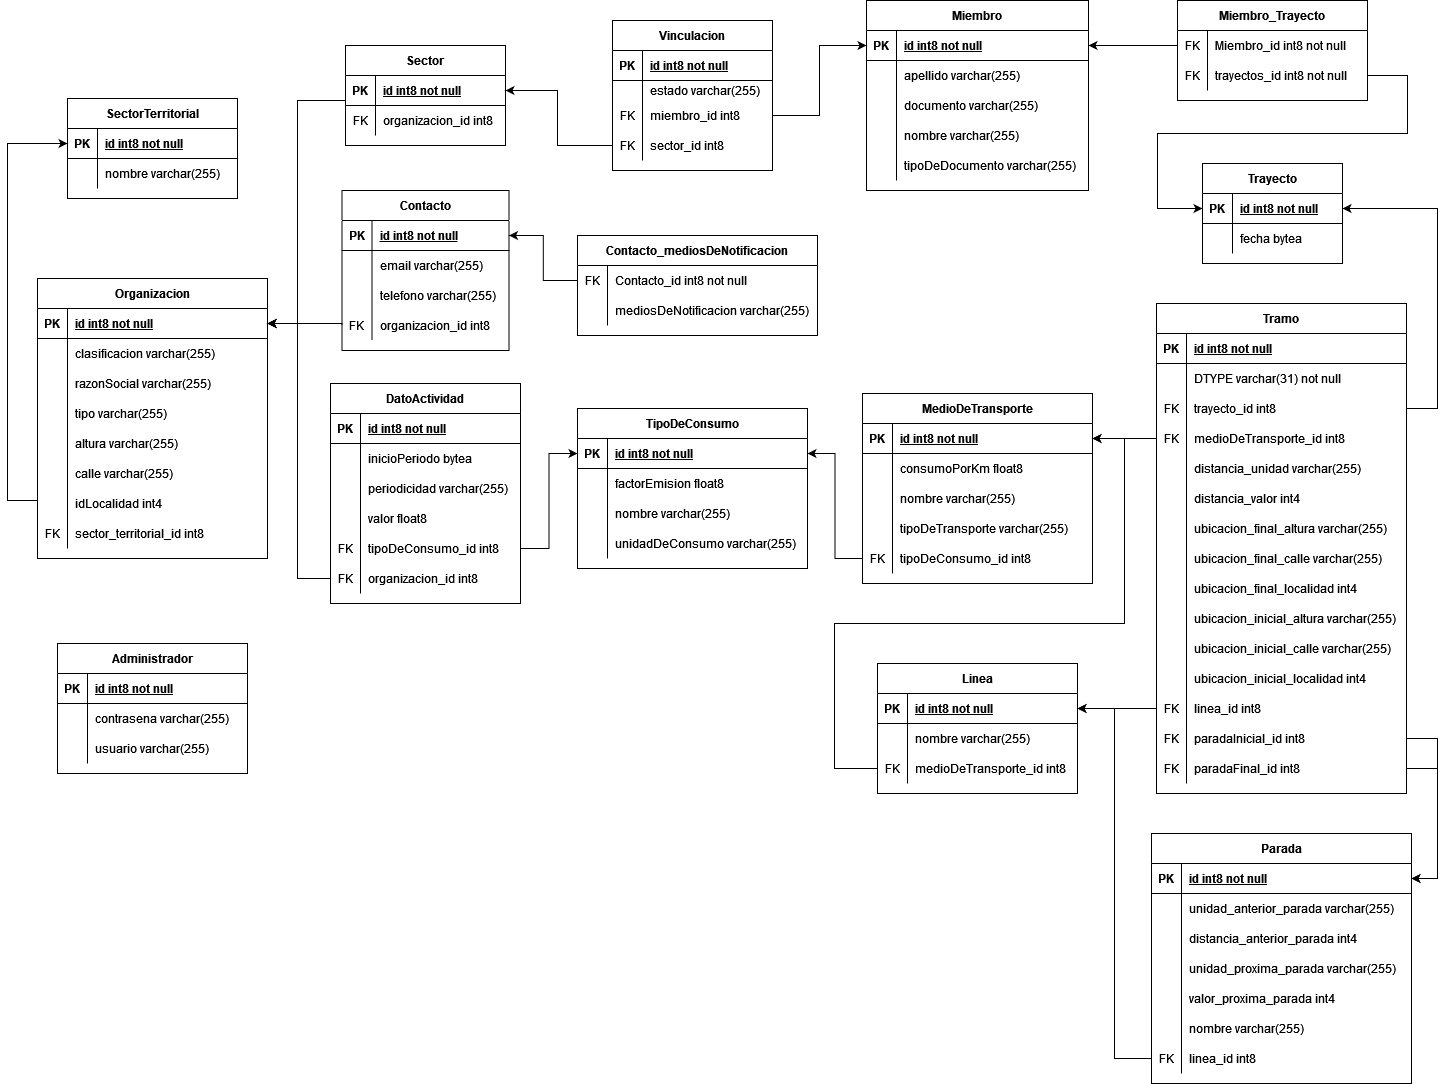 SectorTerritorial
PK id int8 not null
nombre varchar(255)
Organizacion
PK id int8 not null
clasificacion varchar(255)
razonSocial varchar(255)
tipo varchar(255)
altura varchar(255)
calle varchar(255)
idLocalidad int4
FK sector_territorial_id int8
Administrador
PK id int8 not null
contrasena varchar(255)
usuario varchar(255)
Sector
PK id int8 not null
FK organizacion_id int8
Contacto
PK id int8 not null
email varchar(255)
telefono varchar(255)
FK organizacion_id int8
DatoActividad
PK id int8 not null
inicioPeriodo bytea
periodicidad varchar(255)
valor float8
FK tipoDeConsumo_id int8
FK organizacion_id int8
Vinculacion
PK id int8 not null
estado varchar(255)
FK miembro_id int8
FK sector_id int8
Contacto_mediosDeNotificacion
FK Contacto_id int8 not null
mediosDeNotificacion varchar(255)
TipoDeConsumo
PK id int8 not null
factorEmision float8
nombre varchar(255)
unidadDeConsumo varchar(255)
Miembro
PK id int8 not null
apellido varchar(255)
documento varchar(255)
nombre varchar(255)
tipoDeDocumento varchar(255)
MedioDeTransporte
PK id int8 not null
consumoPorKm float8
nombre varchar(255)
tipoDeTransporte varchar(255)
FK tipoDeConsumo_id int8
Linea
PK id int8 not null
nombre varchar(255)
FK medioDeTransporte_id int8
Miembro_Trayecto
FK Miembro_id int8 not null
FK trayectos_id int8 not null
Trayecto
PK id int8 not null
fecha bytea
Tramo
PK id int8 not null
DTYPE varchar(31) not null
FK trayecto_id int8
FK medioDeTransporte_id int8
distancia_unidad varchar(255)
distancia_valor int4
ubicacion_final_altura varchar(255)
ubicacion_final_calle varchar(255)
ubicacion_final_localidad int4
ubicacion_inicial_altura varchar(255)
ubicacion_inicial_calle varchar(255)
ubicacion_inicial_localidad int4
FK linea_id int8
FK paradaInicial_id int8
FK paradaFinal_id int8
Parada
PK id int8 not null
unidad_anterior_parada varchar(255)
distancia_anterior_parada int4
unidad_proxima_parada varchar(255)
valor_proxima_parada int4
nombre varchar(255)
FK linea_id int8